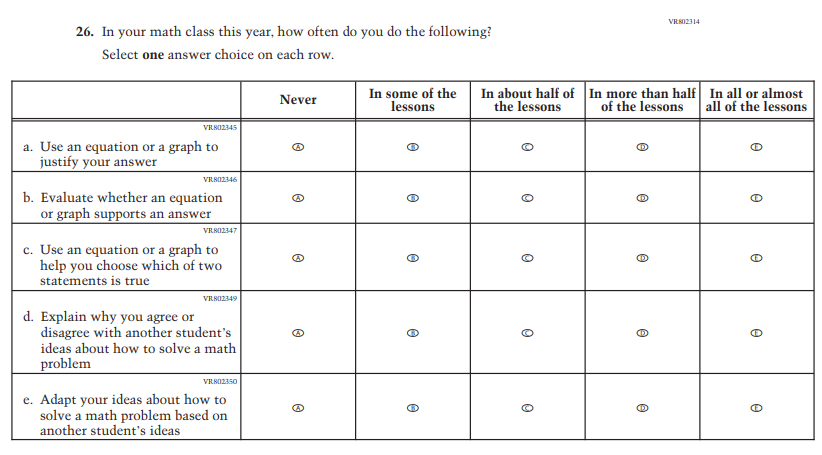 VR802314
26. In your math class this year, how often do you do the following?
Select one answer choice on each row.
Never
In some of the
lessons
In about half of
the lessons
In more than half
of the lessons
In all or almost
all of the lessons
VR802345
a. Use an equation or a graph to
justify your answer
A B C D E
VR802346
b. Evaluate whether an equation
or graph supports an answer
A B C D E
VR802347
c. Use an equation or a graph to
help you choose which of two
statements is true
A B C D E
VR802349
d. Explain why you agree or
disagree with another student’s
ideas about how to solve a math
problem
A B C D E
VR802350
e. Adapt your ideas about how to
solve a math problem based on
another student’s ideas
A B C D E